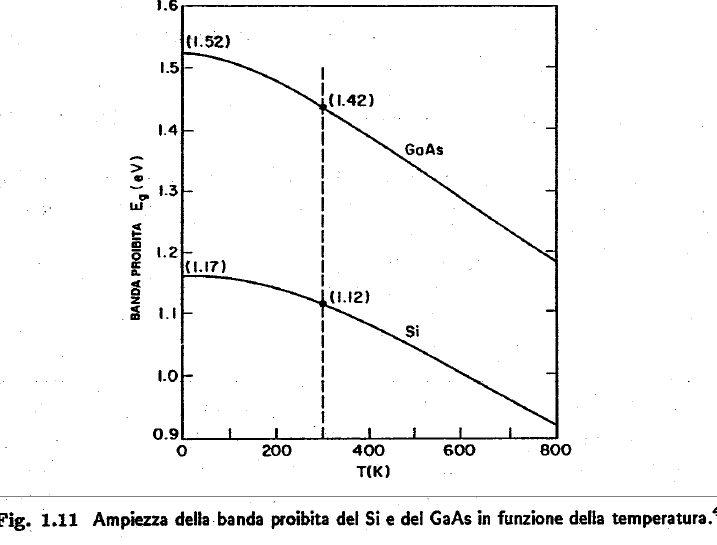 1.6
(1.52)
1.5
(1.42)
1.4
GaAs
1.3
BANDA PROIBITA Eg (eV)
1.2
(1.17)
(1.12)
1.1
Si
1.0
0.9
0 200 400 600 800
T(K)
Fig. 1.11 Ampiezza della banda proibita del Si e del GaAs in funzione della temperatura.4